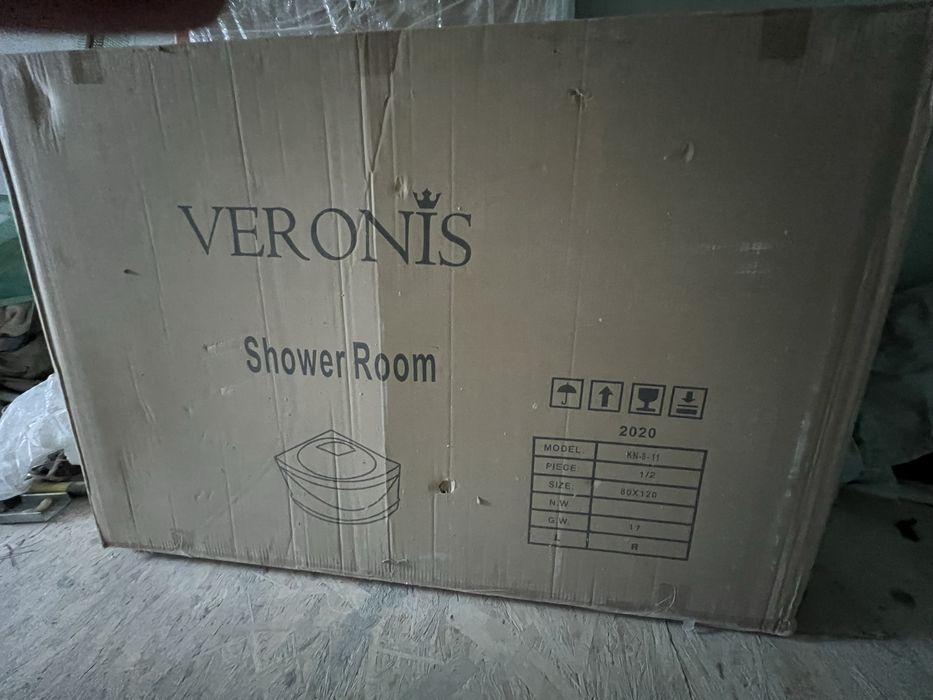 VERONIS
Shower Room
2020
MODEL. KN-8-11
PIECE: 1/2
SIZE: 80X120
N.W
G.W. 17
L R